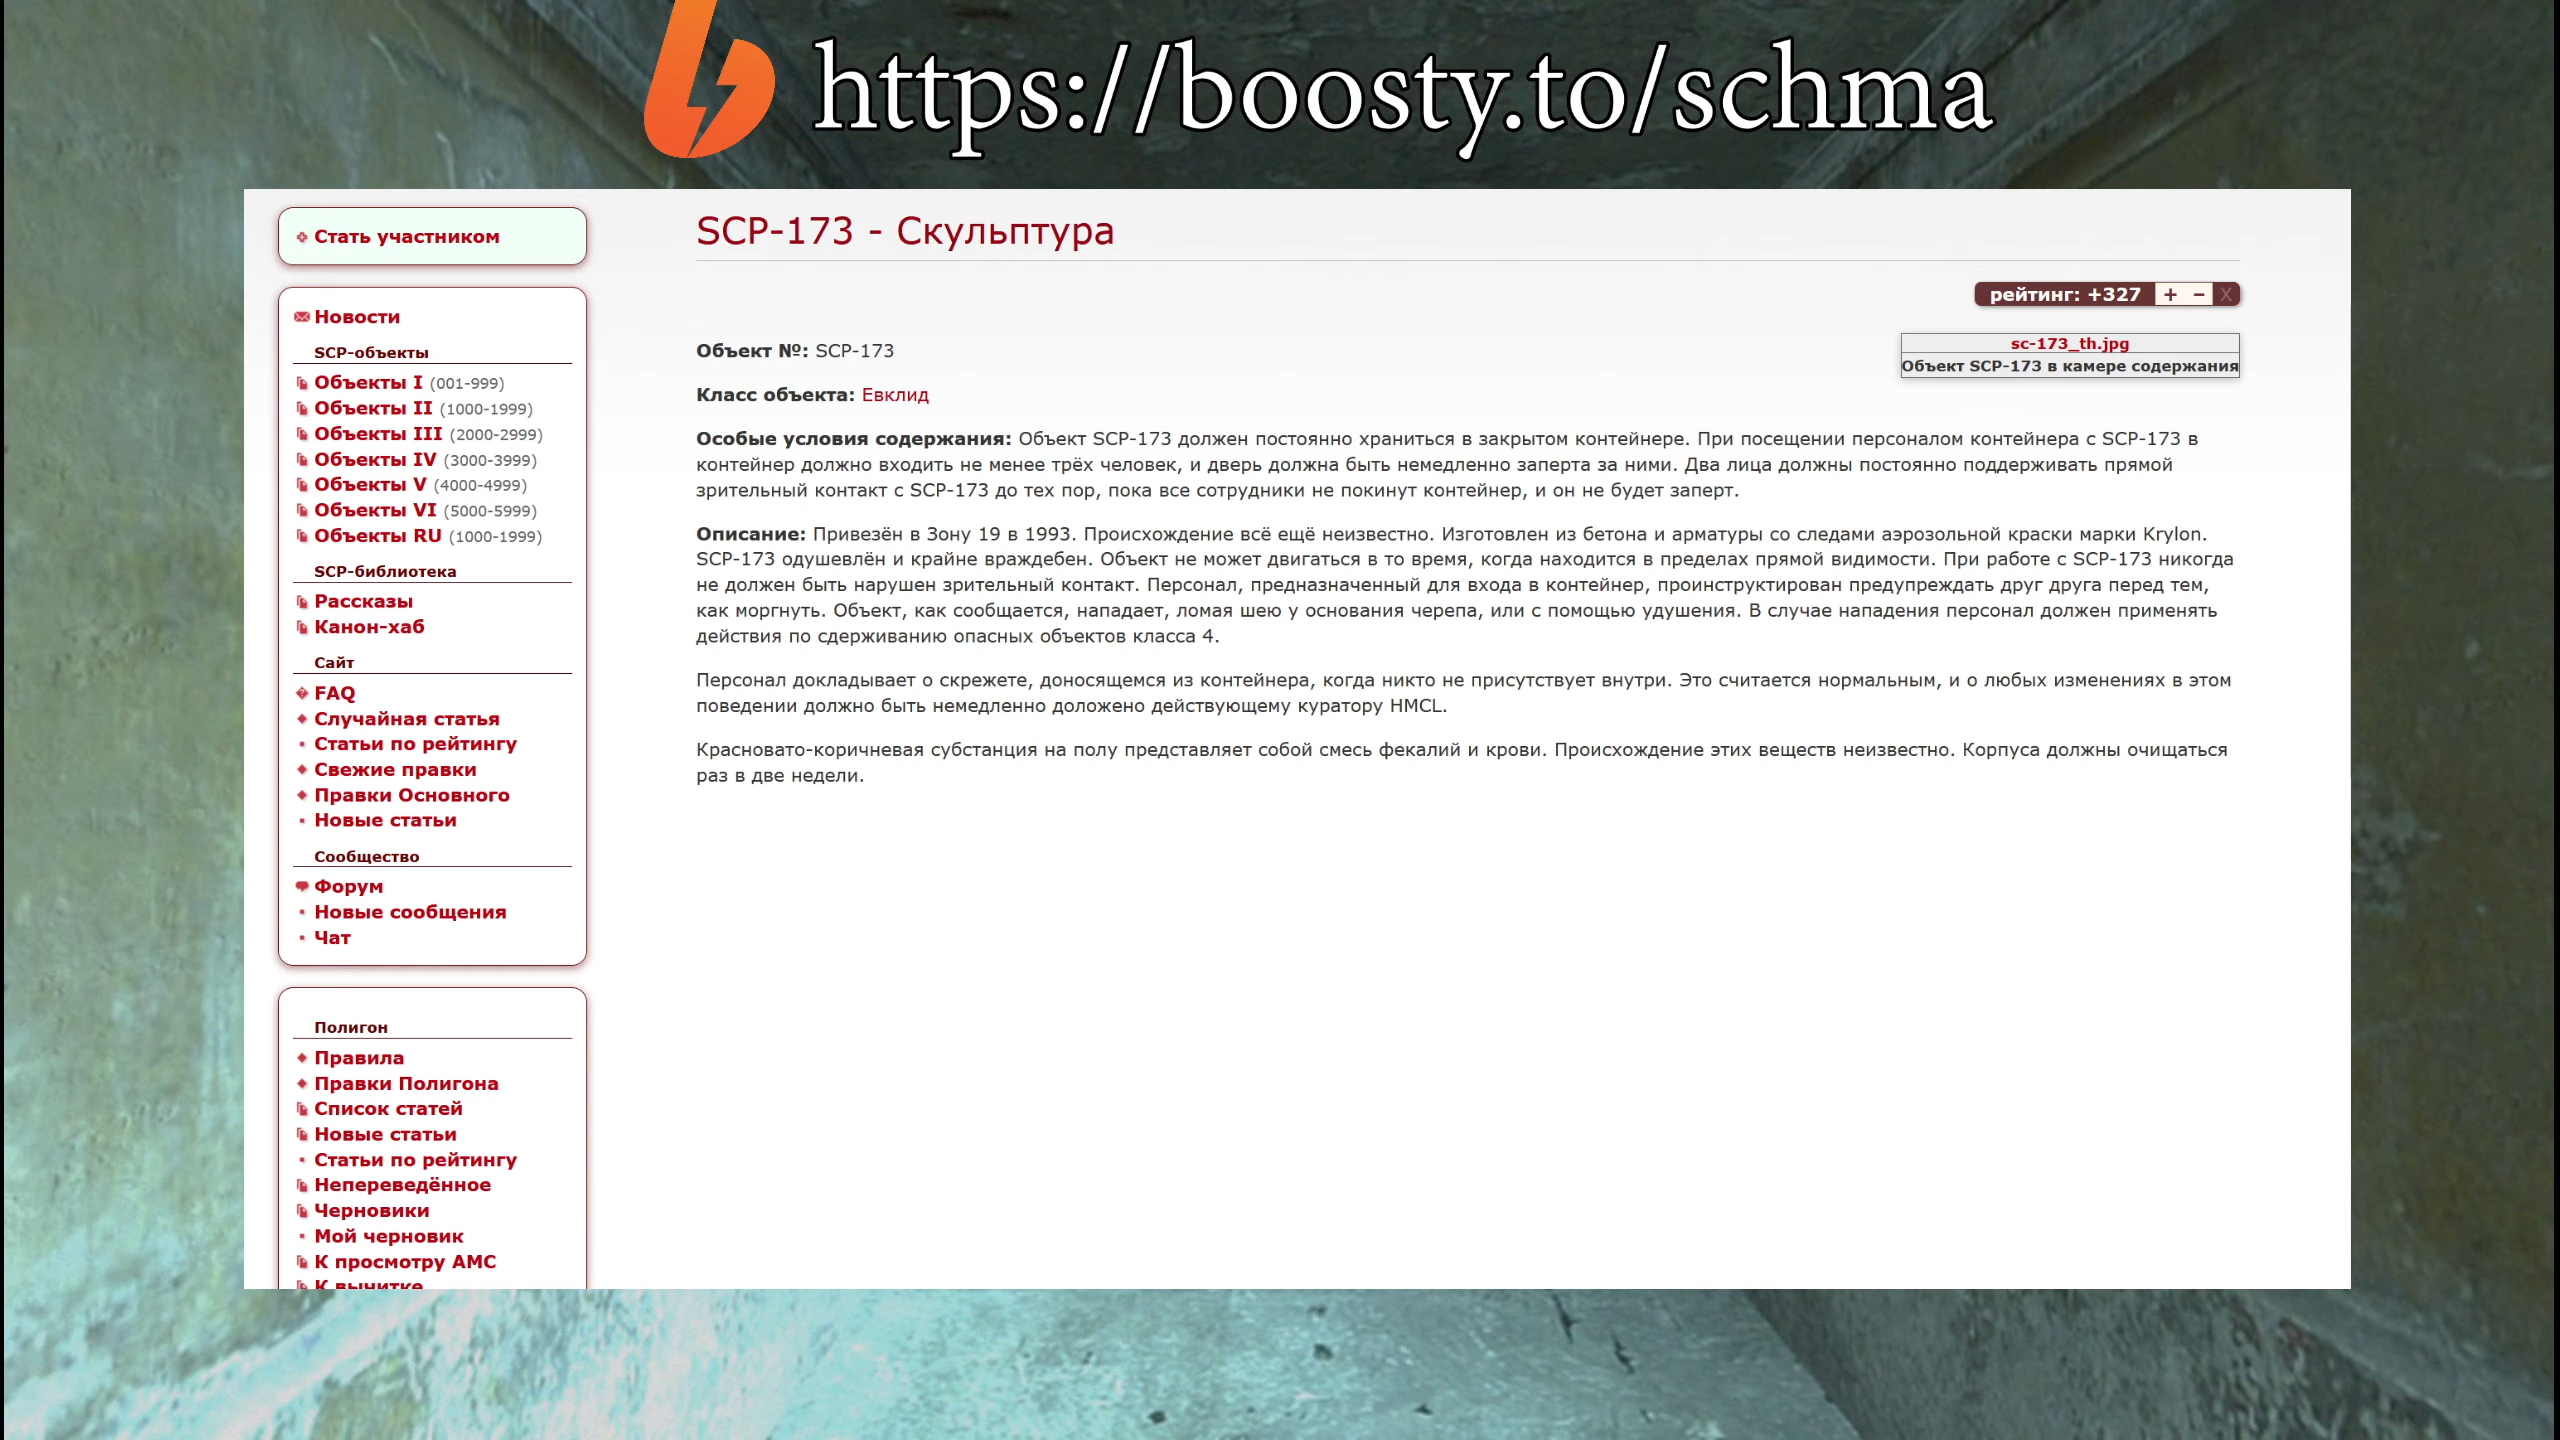 https://boosty.to/schma
Стать участником
Новости
SCP-объекты
Объекты I (001-999)
Объекты II (1000-1999)
Объекты III (2000-2999)
Объекты IV (3000-3999)
Объекты V (4000-4999)
Объекты VI (5000-5999)
Объекты RU (1000-1999)
SCP-библиотека
Рассказы
Канон-хаб
Сайт
FAQ
Случайная статья
Статьи по рейтингу
Свежие правки
Правки Основного
Новые статьи
Сообщество
Форум
Новые сообщения
Чат
Полигон
Правила
Правки Полигона
Список статей
Новые статьи
Статьи по рейтингу
Непереведённое
Черновики
Мой черновик
К просмотру АМС
К вычитке
SCP-173 - Скульптура
рейтинг: +327 + − X
sc-173_th.jpg
Объект SCP-173 в камере содержания
Объект №: SCP-173
Класс объекта: Евклид
Особые условия содержания: Объект SCP-173 должен постоянно храниться в закрытом контейнере. При посещении персоналом контейнера с SCP-173 в
контейнер должно входить не менее трёх человек, и дверь должна быть немедленно заперта за ними. Два лица должны постоянно поддерживать прямой
зрительный контакт с SCP-173 до тех пор, пока все сотрудники не покинут контейнер, и он не будет заперт.
Описание: Привезён в Зону 19 в 1993. Происхождение всё ещё неизвестно. Изготовлен из бетона и арматуры со следами аэрозольной краски марки Krylon.
SCP-173 одушевлён и крайне враждебен. Объект не может двигаться в то время, когда находится в пределах прямой видимости. При работе с SCP-173 никогда
не должен быть нарушен зрительный контакт. Персонал, предназначенный для входа в контейнер, проинструктирован предупреждать друг друга перед тем,
как моргнуть. Объект, как сообщается, нападает, ломая шею у основания черепа, или с помощью удушения. В случае нападения персонал должен применять
действия по сдерживанию опасных объектов класса 4.
Персонал докладывает о скрежете, доносящемся из контейнера, когда никто не присутствует внутри. Это считается нормальным, и о любых изменениях в этом
поведении должно быть немедленно доложено действующему куратору HMCL.
Красновато-коричневая субстанция на полу представляет собой смесь фекалий и крови. Происхождение этих веществ неизвестно. Корпуса должны очищаться
раз в две недели.